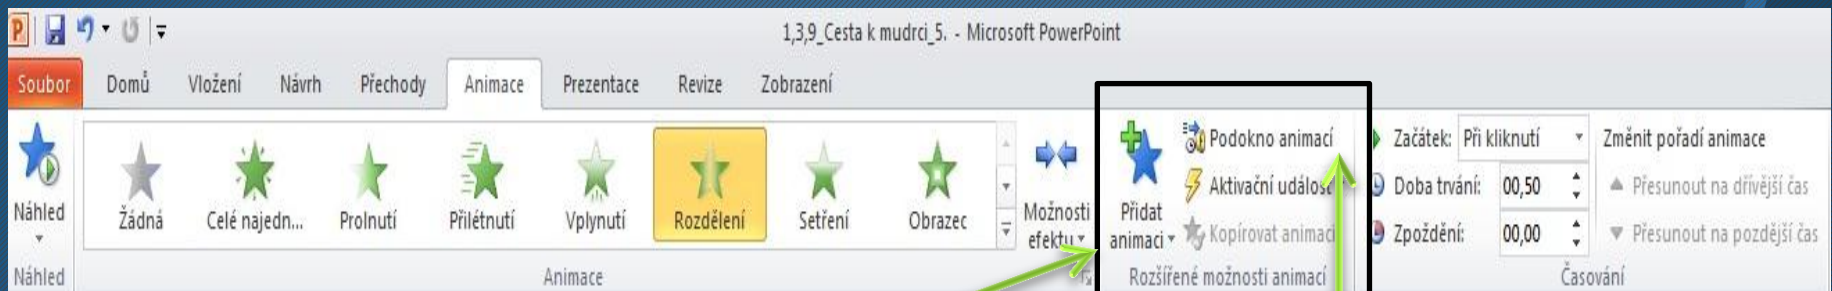 1,3,9_Cesta k mudrci_5. - Microsoft PowerPoint
Soubor Domů Vložení Návrh Přechody Animace Prezentace Revize Zobrazení
Náhled
Žádná Celé najedn... Prolnutí Přilétnutí Vplynutí Rozdělení Setření Obrazec
Možnosti
efektu
Přidat
animaci
Podokno animací
Aktivační událost
Kopírovat animaci
Začátek: Při kliknutí
Doba trvání: 00,50
Zpoždění: 00,00
Změnit pořadí animace
Přesunout na dřívější čas
Přesunout na pozdější čas
Náhled Animace Rozšířené možnosti animací Časování